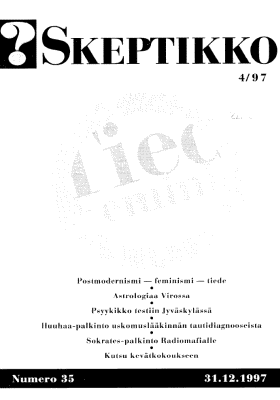 ? SKEPTIKKO
4/97
Tiede
Postmodernismi — feminismi — tiede
Astrologiaa Virossa
Psyykikko testiin Jyväskylässä
Huuhaa-palkinto uskomuslääkinnän tautidiagnooseista
Sokrates-palkinto Radiomafialle
Kutsu kevätkokoukseen
Numero 35
31.12.1997